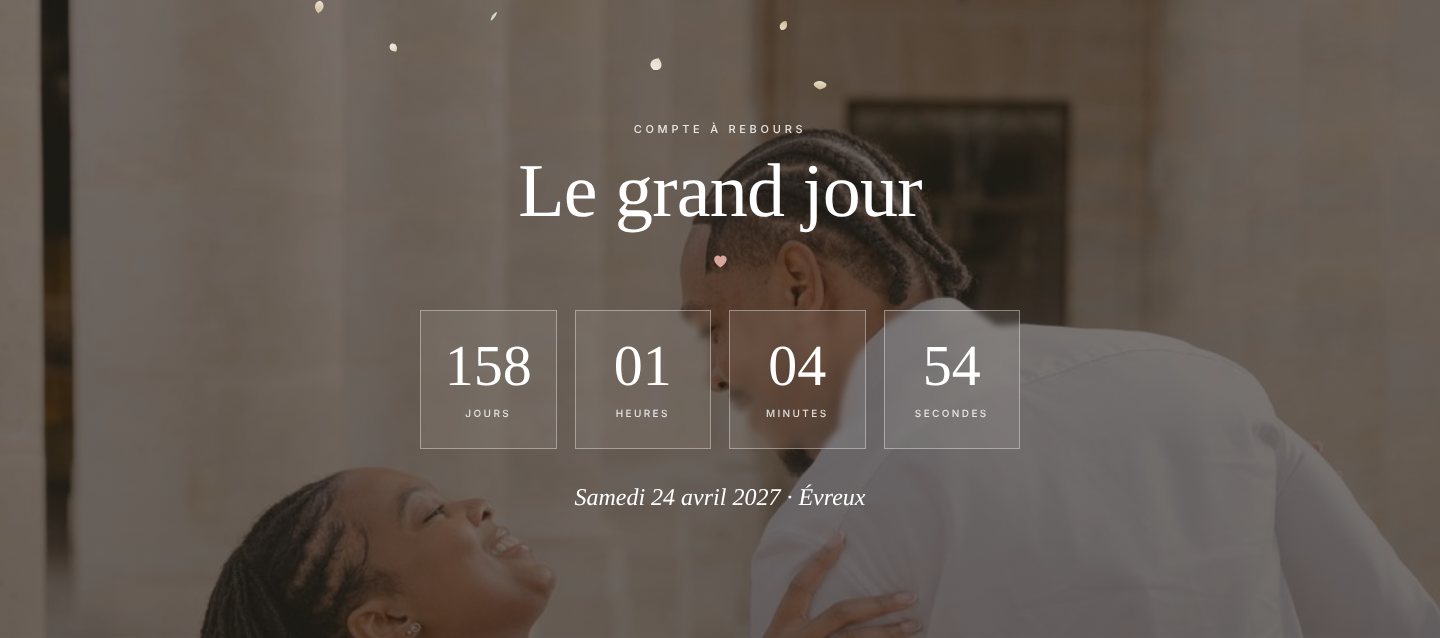 COMPTE À REBOURS
Le grand jour
158 01 04 54
JOURS HEURES MINUTES SECONDES
Samedi 24 avril 2027 · Évreux